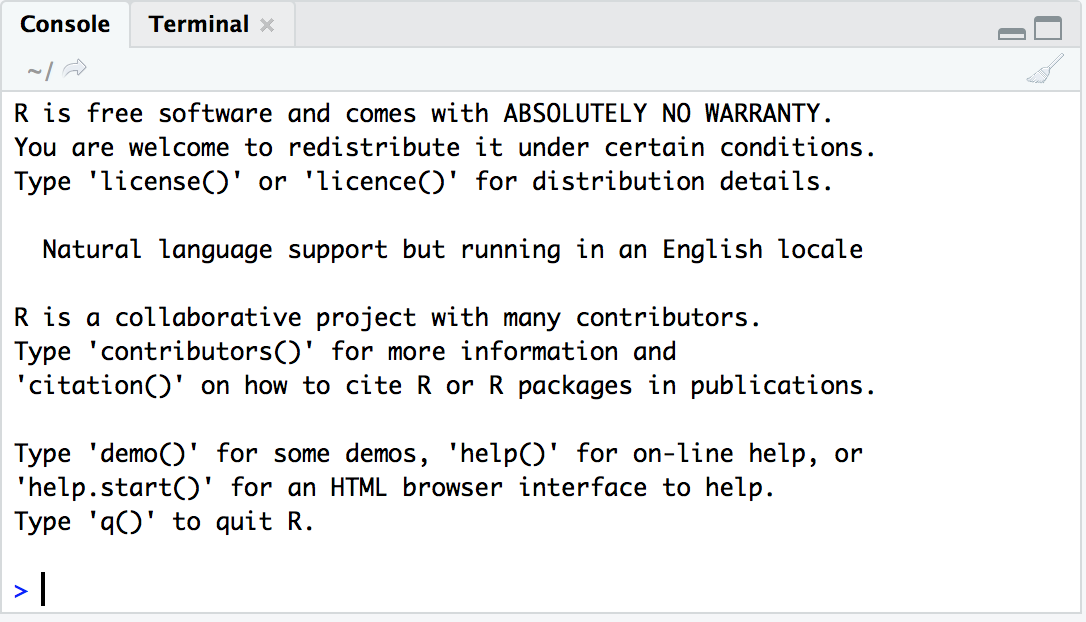 Console Terminal ×
~/
R is free software and comes with ABSOLUTELY NO WARRANTY.
You are welcome to redistribute it under certain conditions.
Type 'license()' or 'licence()' for distribution details.
Natural language support but running in an English locale
R is a collaborative project with many contributors.
Type 'contributors()' for more information and
'citation()' on how to cite R or R packages in publications.
Type 'demo()' for some demos, 'help()' for on-line help, or
'help.start()' for an HTML browser interface to help.
Type 'q()' to quit R.
>